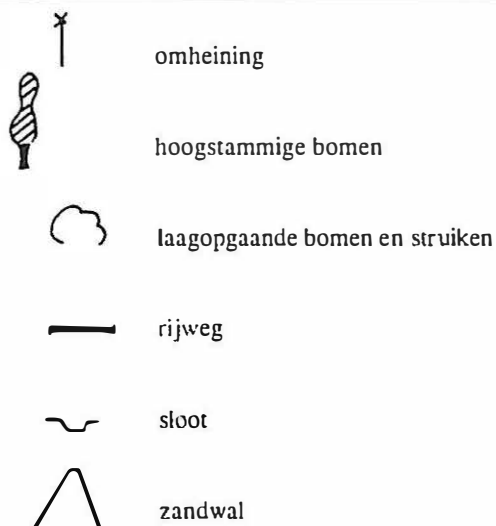 omheining
hoogstammige bomen
laagopgaande bomen en struiken
rijweg
sloot
zandwal